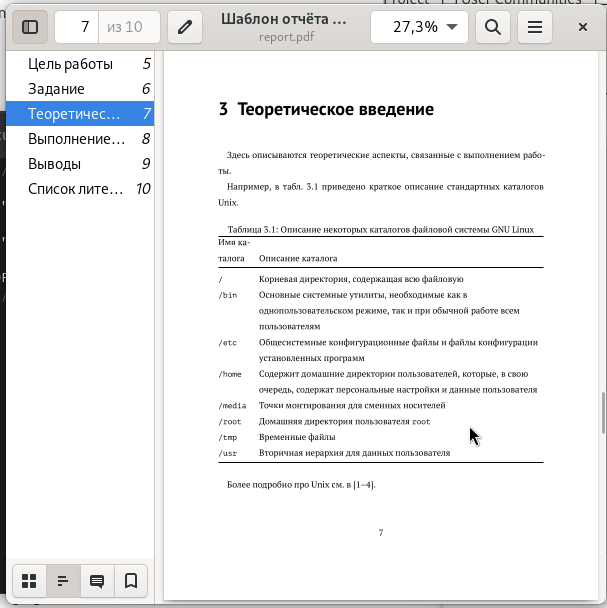 7 из 10
Шаблон отчёта ...
report.pdf
27,3%
Цель работы 5
Задание 6
Теоретичес... 7
Выполнение... 8
Выводы 9
Список лите... 10
3 Теоретическое введение
Здесь описываются теоретические аспекты, связанные с выполнением рабо-
ты.
Например, в табл. 3.1 приведено краткое описание стандартных каталогов
Unix.
Таблица 3.1: Описание некоторых каталогов файловой системы GNU Linux
Имя ка-
талога Описание каталога
/ Корневая директория, содержащая всю файловую
/bin Основные системные утилиты, необходимые как в
однопользовательском режиме, так и при обычной работе всем
пользователям
/etc Общесистемные конфигурационные файлы и файлы конфигурации
установленных программ
/home Содержит домашние директории пользователей, которые, в свою
очередь, содержат персональные настройки и данные пользователя
/media Точки монтирования для сменных носителей
/root Домашняя директория пользователя root
/tmp Временные файлы
/usr Вторичная иерархия для данных пользователя
Более подробно про Unix см. в [1–4].
7